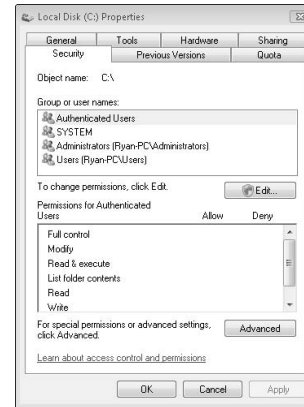 Local Disk (C:) Properties
General Tools Hardware Sharing
Security Previous Versions Quota
Object name: C:\
Group or user names:
Authenticated Users
SYSTEM
Administrators (Ryan-PC\Administrators)
Users (Ryan-PC\Users)
To change permissions, click Edit.
Edit...
Permissions for Authenticated
Users Allow Deny
Full control
Modify
Read & execute
List folder contents
Read
Write
For special permissions or advanced settings,
click Advanced.
Advanced
Learn about access control and permissions
OK Cancel Apply